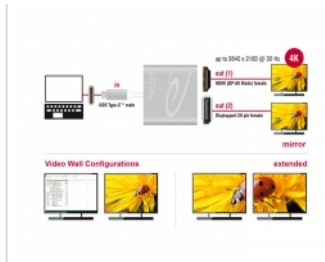 up to 3840 x 2160 @ 30 Hz
4K
in
USB Type-C™ male
out (1)
HDMI (DP-Alt Mode) female
out (2)
Displayport 20 pin female
mirror
Video Wall Configurations
extended